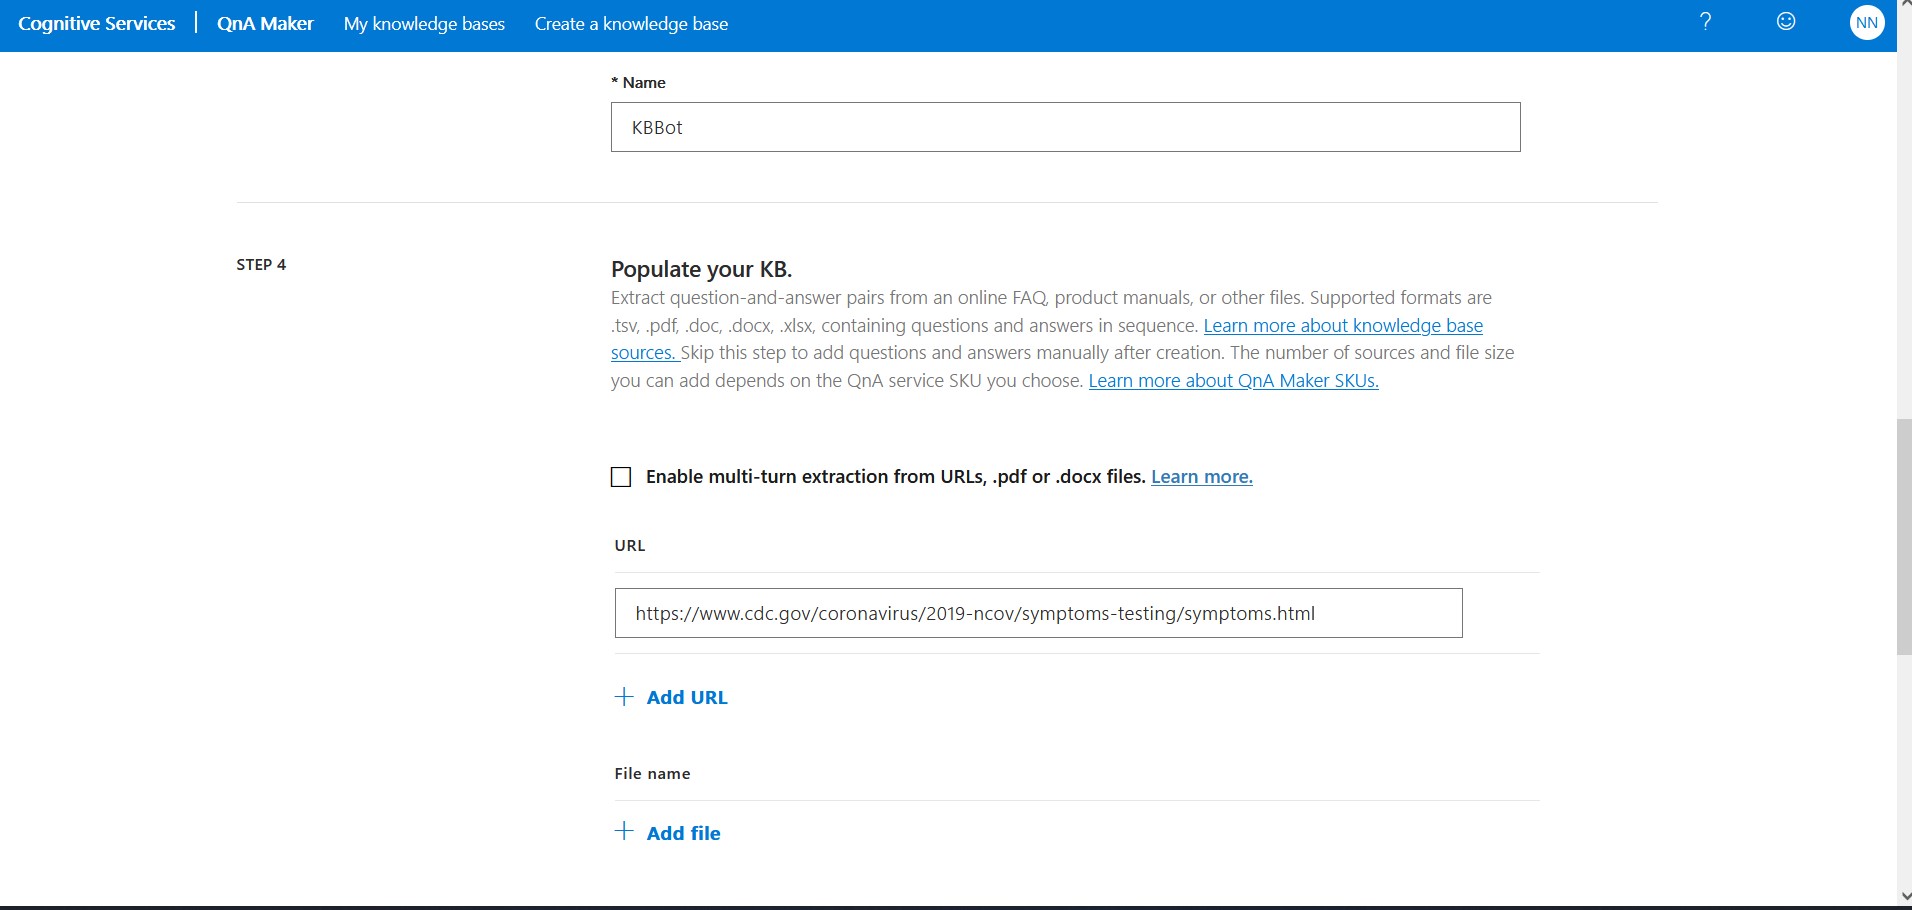 Cognitive Services | QnA Maker My knowledge bases Create a knowledge base ? NN
* Name
KBBot
STEP 4
Populate your KB.
Extract question-and-answer pairs from an online FAQ, product manuals, or other files. Supported formats are
.tsv, .pdf, .doc, .docx, .xlsx, containing questions and answers in sequence. Learn more about knowledge base
sources. Skip this step to add questions and answers manually after creation. The number of sources and file size
you can add depends on the QnA service SKU you choose. Learn more about QnA Maker SKUs.
Enable multi-turn extraction from URLs, .pdf or .docx files. Learn more.
URL
https://www.cdc.gov/coronavirus/2019-ncov/symptoms-testing/symptoms.html
+ Add URL
File name
+ Add file